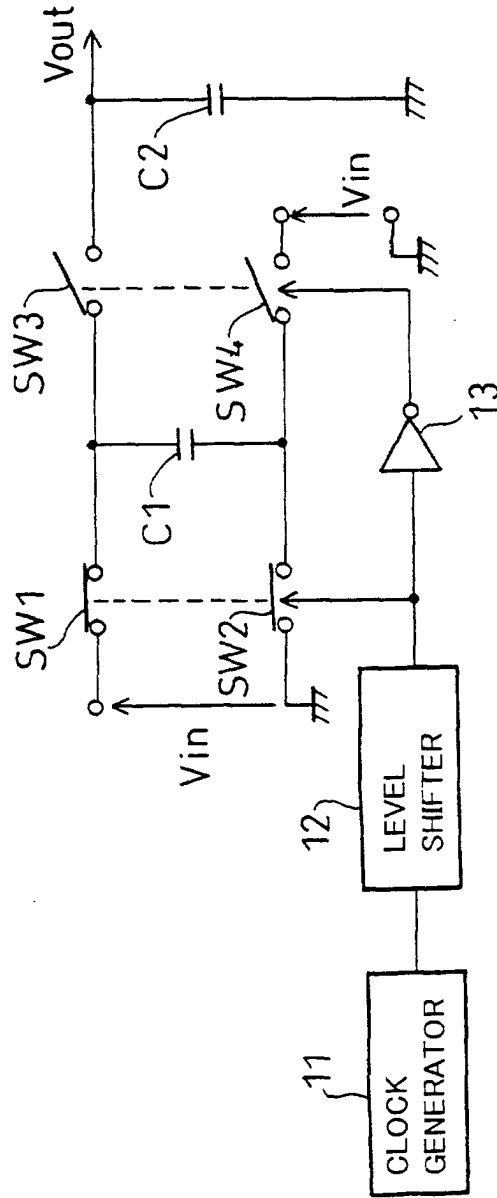 Vout
SW3
C2
SW1
C1
SW4
Vin
SW2
Vin
13
12
LEVEL
SHIFTER
11
CLOCK
GENERATOR